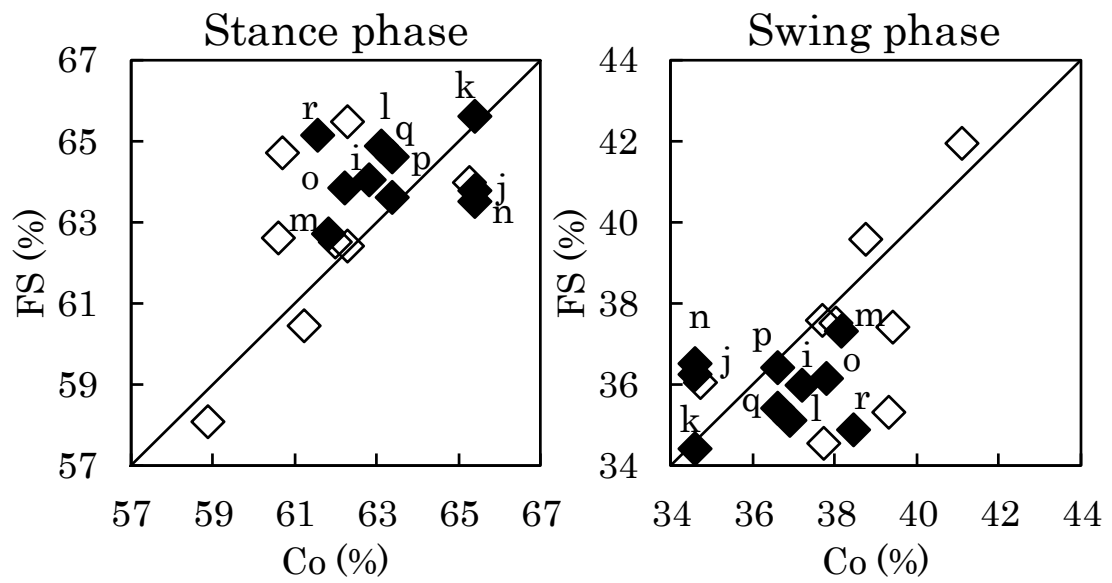 Stance phase
67
65
63
61
59
57
FS (%)
r
l
k
q
i
p
o
j
m
n
57 59 61 63 65 67
Co (%)
Swing phase
44
42
40
38
36
34
FS (%)
n
m
p
i
j
o
q
l
r
k
34 36 38 40 42 44
Co (%)